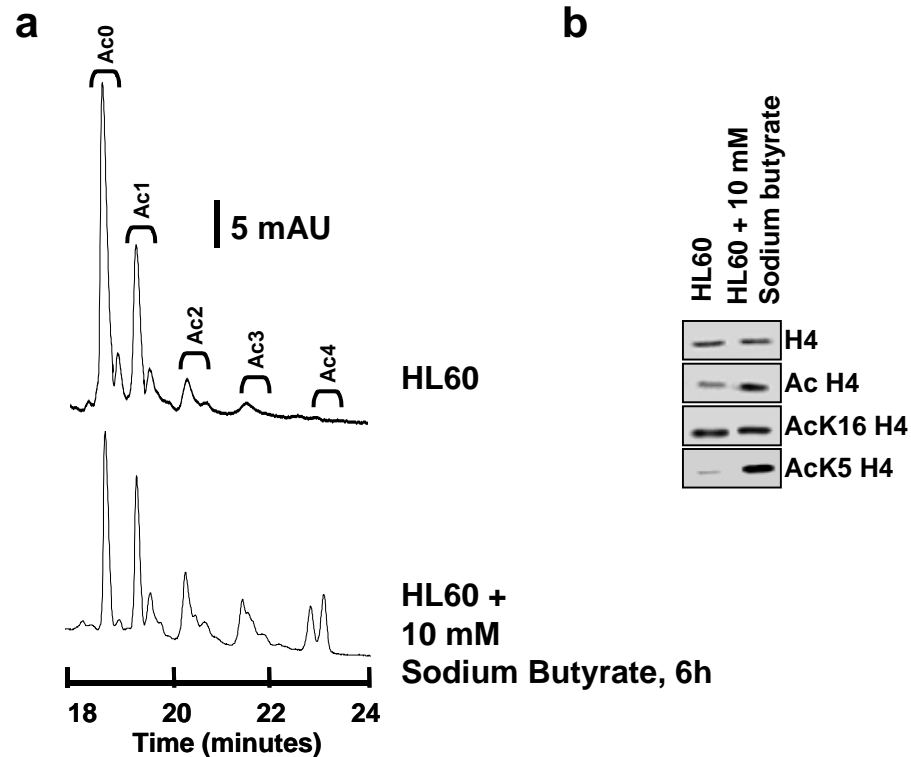 a
Ac0
Ac1
Ac2
Ac3
Ac4
5 mAU
HL60
HL60 +
10 mM
Sodium Butyrate, 6h
18 20 22 24
Time (minutes)
b
HL60
HL60 + 10 mM
Sodium butyrate
H4
Ac H4
AcK16 H4
AcK5 H4